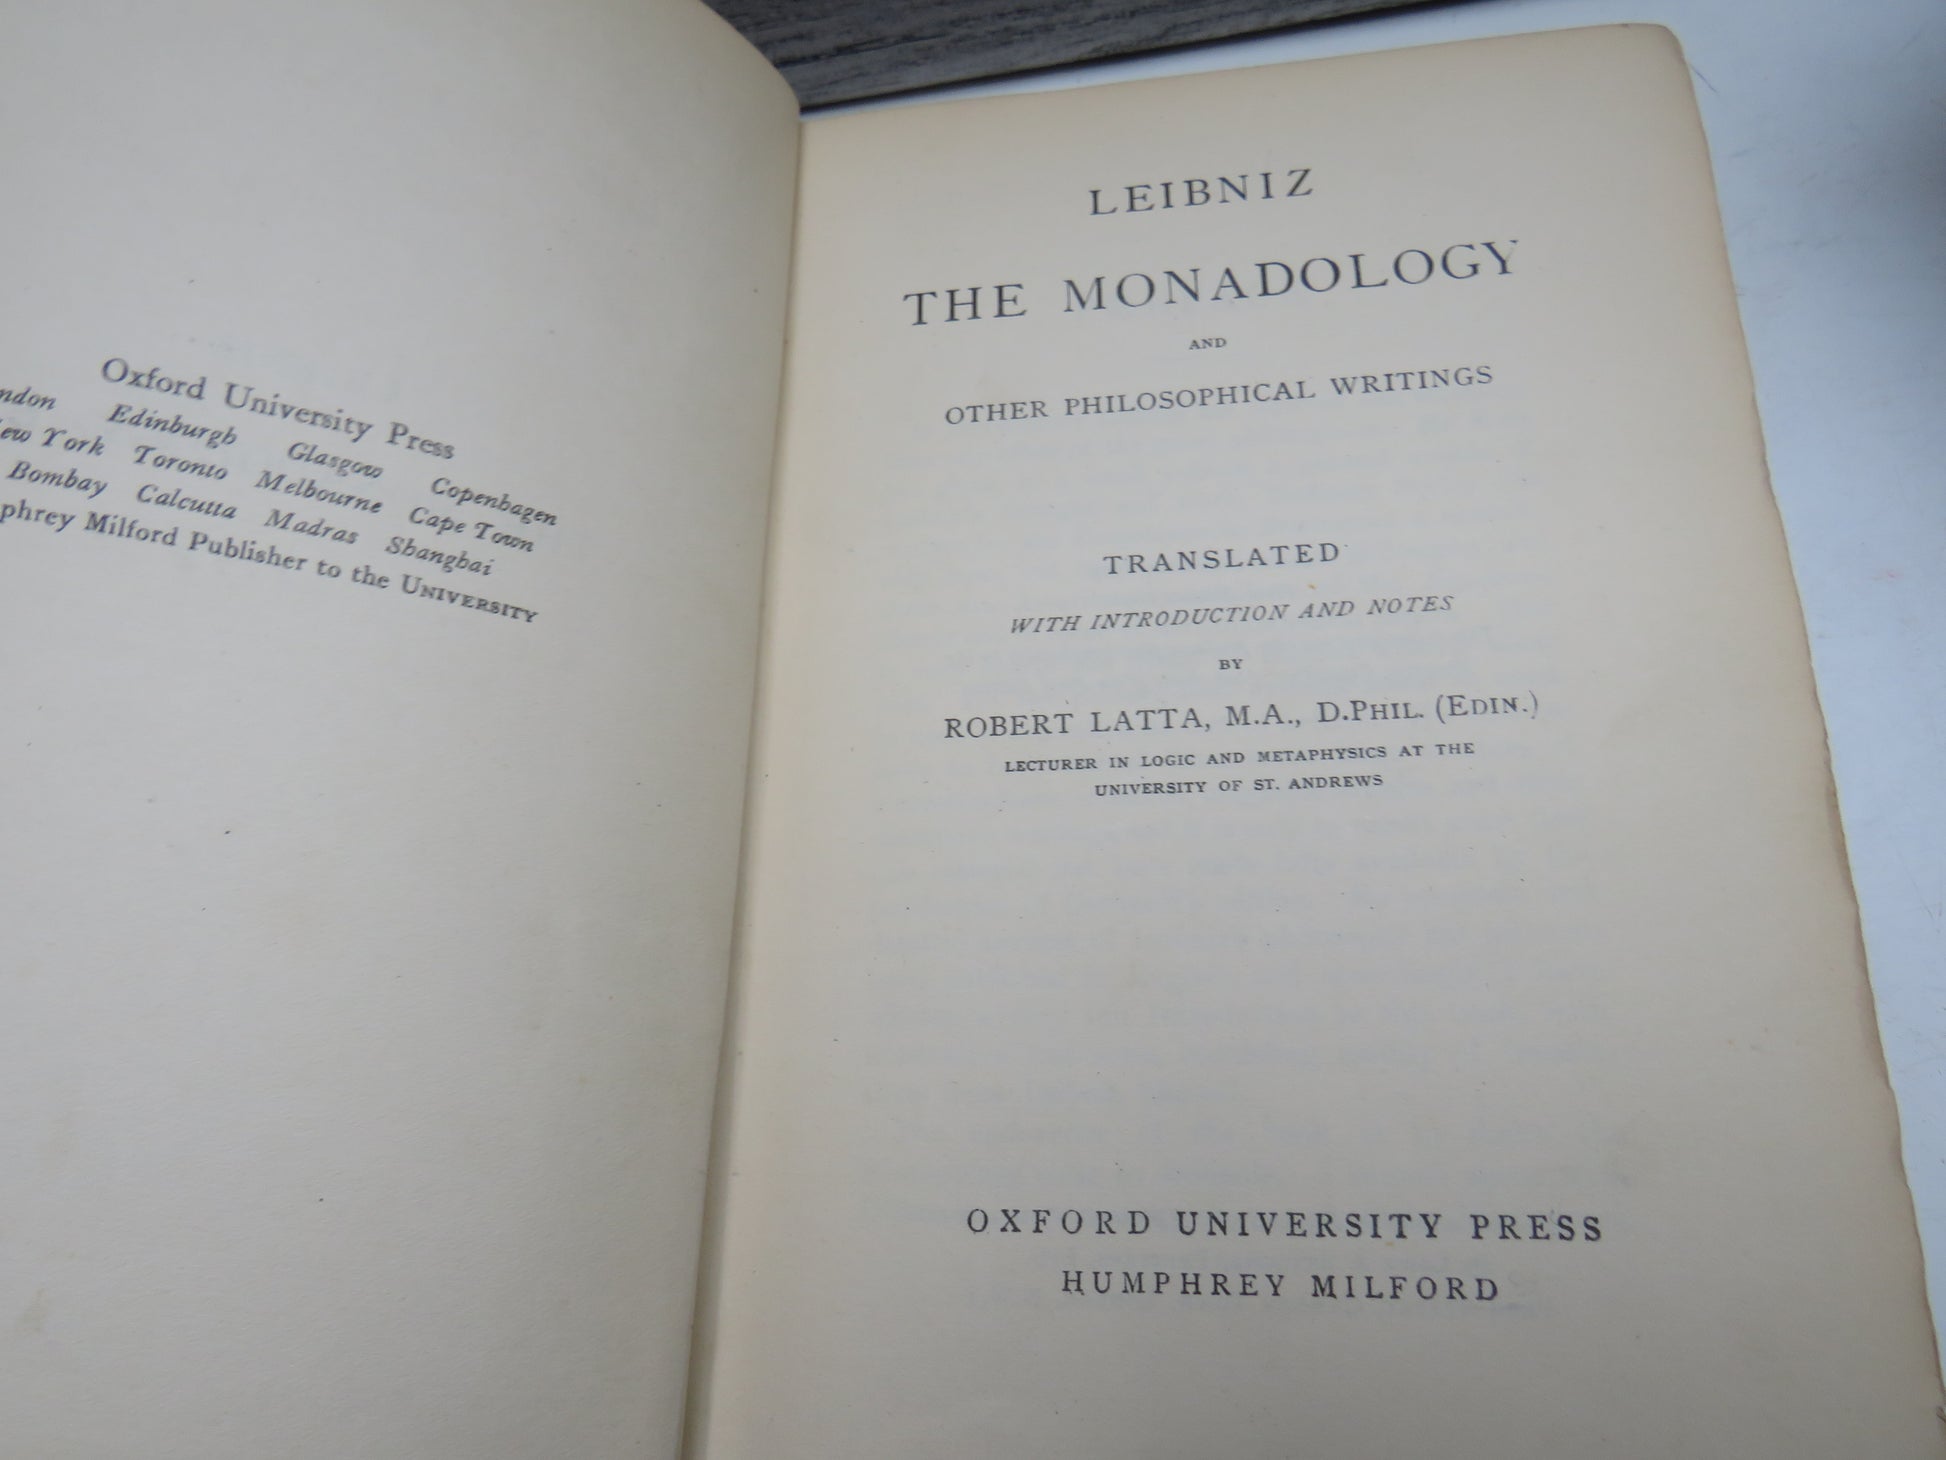 Oxford University Press
Edinburgh Glasgow Copenhagen
York Toronto Melbourne Cape Town
Bombay Calcutta Madras Shanghai
Milford Publisher to the UNIVERSITY
LEIBNIZ
THE MONADOLOGY
AND
OTHER PHILOSOPHICAL WRITINGS
TRANSLATED
WITH INTRODUCTION AND NOTES
BY
ROBERT LATTA, M.A., D.PHIL. (EDIN.)
LECTURER IN LOGIC AND METAPHYSICS AT THE
UNIVERSITY OF ST. ANDREWS
OXFORD UNIVERSITY PRESS
HUMPHREY MILFORD